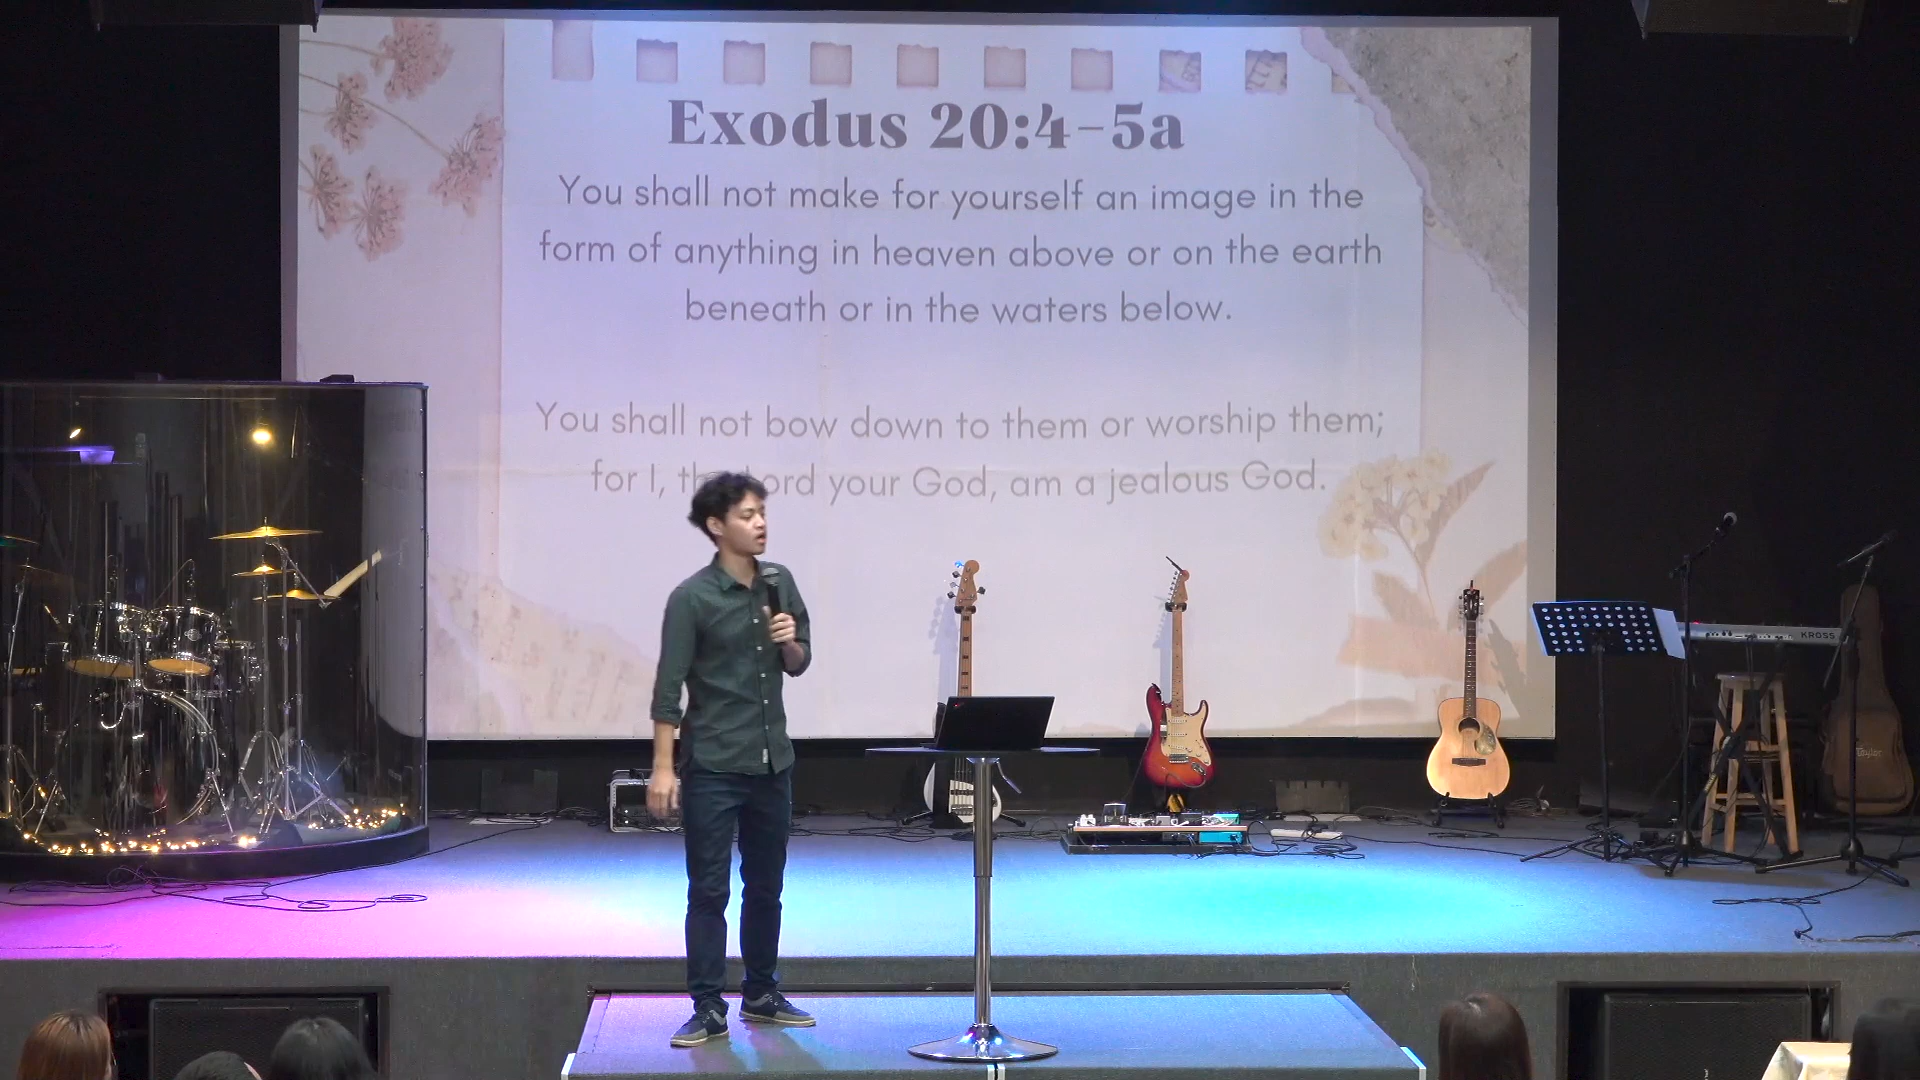 Exodus 20:4-5a
You shall not make for yourself an image in the
form of anything in heaven above or on the earth
beneath or in the waters below.
You shall not bow down to them or worship them;
for I, th ord your God, am a jealous God.
KROSS
Taylor